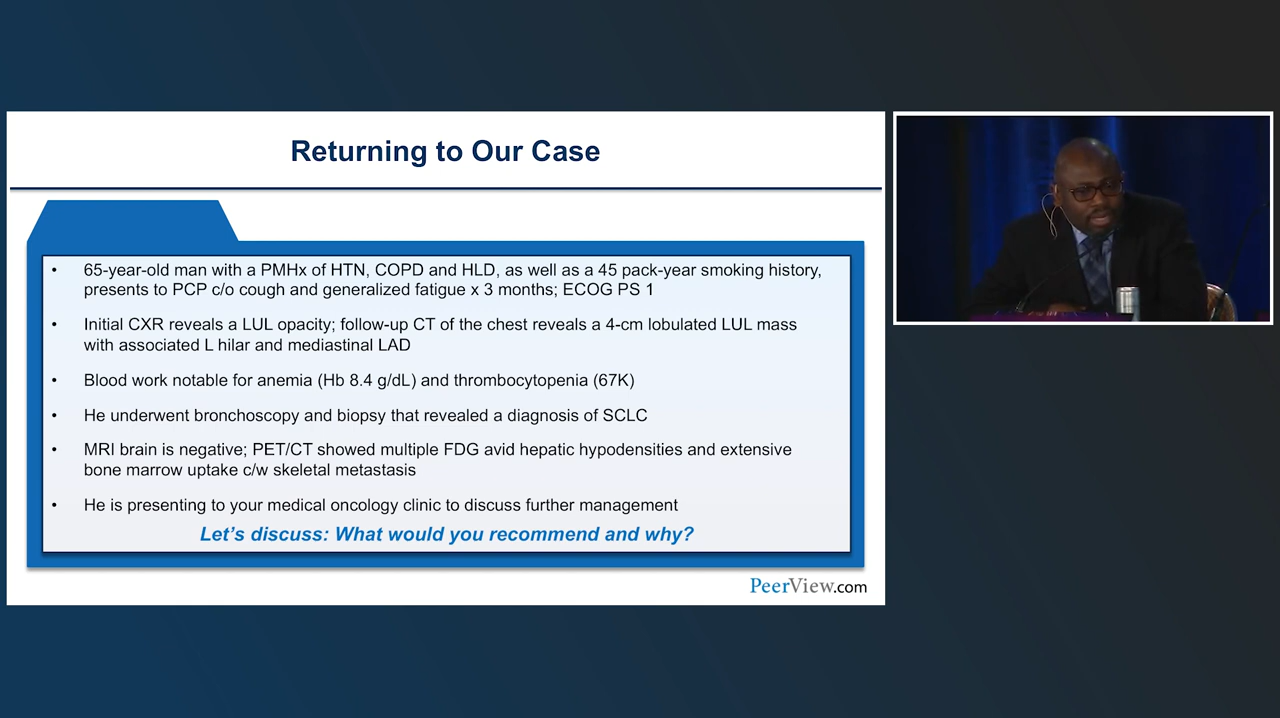 Returning to Our Case
• 65-year-old man with a PMHx of HTN, COPD and HLD, as well as a 45 pack-year smoking history,
presents to PCP c/o cough and generalized fatigue x 3 months; ECOG PS 1
• Initial CXR reveals a LUL opacity; follow-up CT of the chest reveals a 4-cm lobulated LUL mass
with associated L hilar and mediastinal LAD
• Blood work notable for anemia (Hb 8.4 g/dL) and thrombocytopenia (67K)
• He underwent bronchoscopy and biopsy that revealed a diagnosis of SCLC
• MRI brain is negative; PET/CT showed multiple FDG avid hepatic hypodensities and extensive
bone marrow uptake c/w skeletal metastasis
• He is presenting to your medical oncology clinic to discuss further management
Let's discuss: What would you recommend and why?
PeerView.com